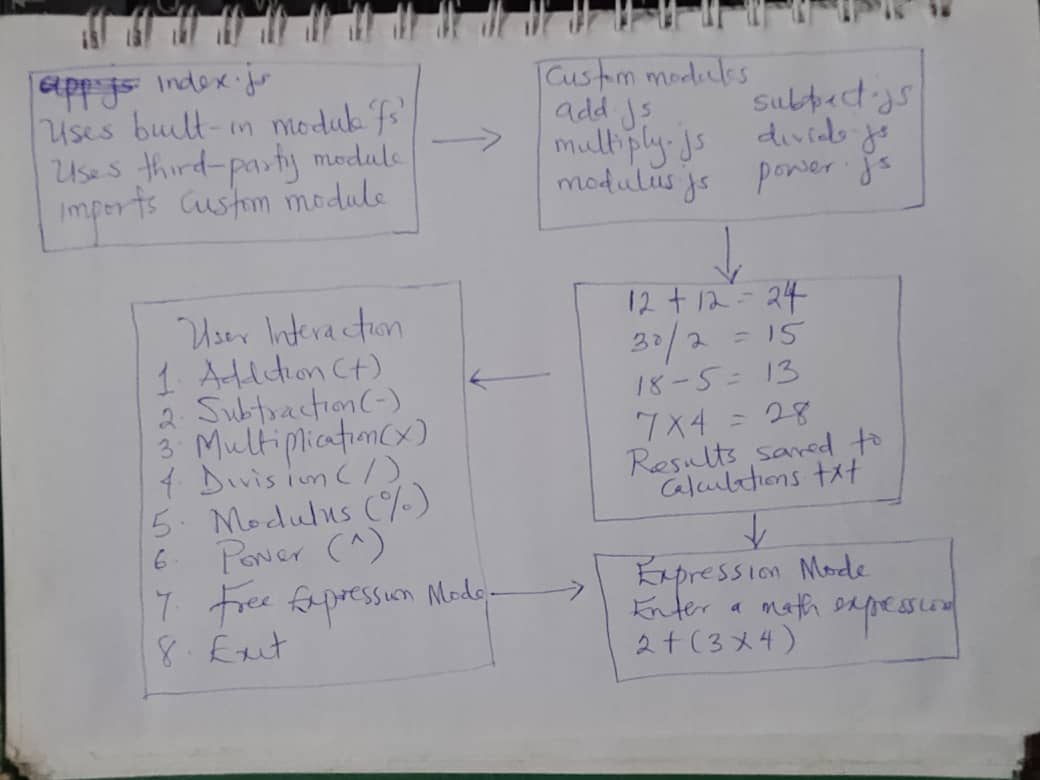 app.js index.js
Uses built-in module 'fs'
Uses third-party module
imports custom module
Custom modules
add js subtract.js
multiply.js divide.js
modulus.js power.js
12 + 12 = 24
30/2 = 15
18 - 5 = 13
7 x 4 = 28
Results saved to
Calculations.txt
User Interaction
1. Addition (+)
2. Subtraction (-)
3. Multiplication (x)
4. Division (/)
5. Modulus (%)
6. Power (^)
7. Free Expression Mode
8. Exit
Expression Mode
Enter a math expression
2 + (3 x 4)